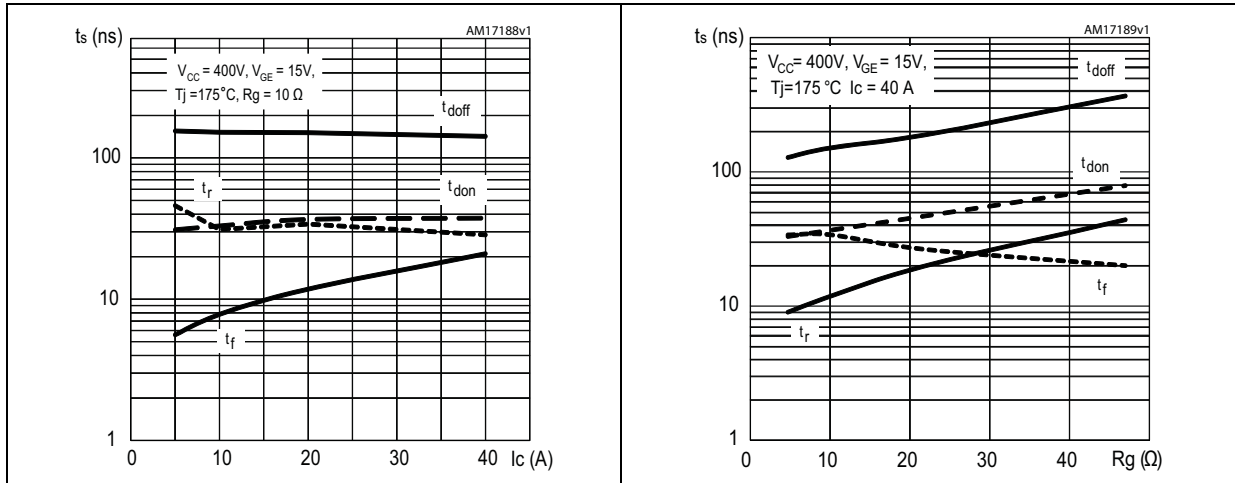 AM17188v1
ts (ns)
VCC = 400V, VGE = 15V,
Tj =175°C, Rg = 10 Ω
tdoff
100
tr
tdon
10
tf
1
0 10 20 30 40 Ic (A)
AM17189v1
ts (ns)
VCC = 400V, VGE = 15V,
Tj=175 °C Ic = 40 A
tdoff
100
tdon
10
tf
tr
1
0 10 20 30 40 Rg (Ω)